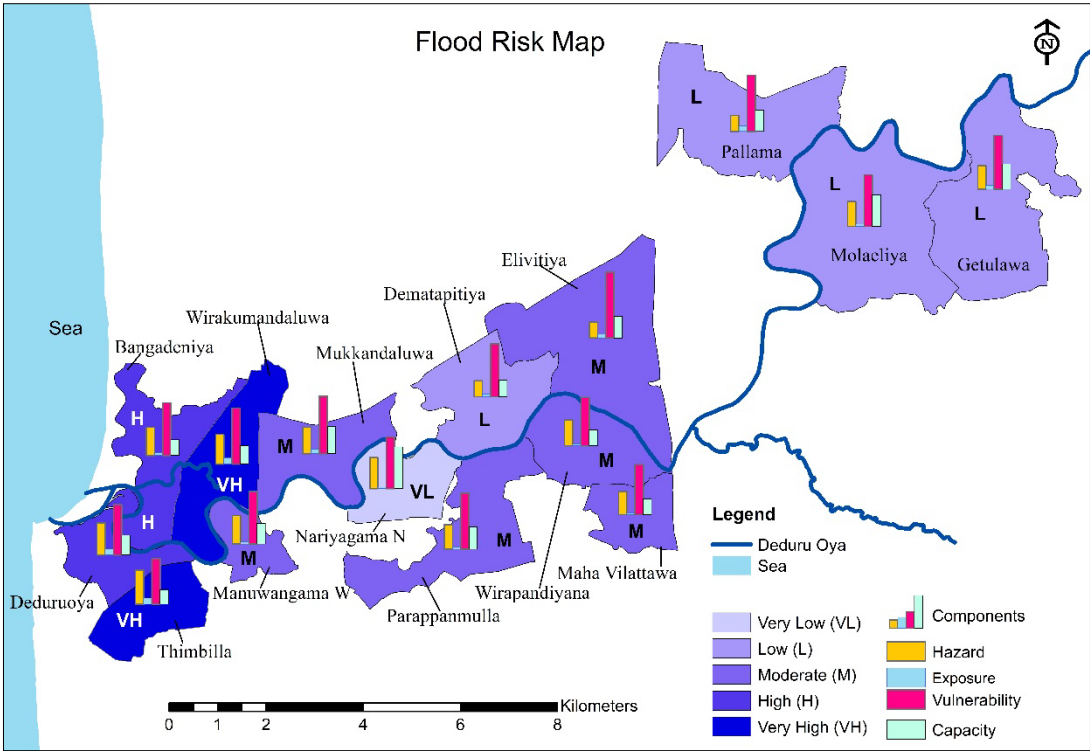 Flood Risk Map
N
L
Pallama
L
Molaeliya
L
Getulawa
Elivitiya
Dematapitiya
Sea
Wirakumandaluwa
Bangadeniya
Mukkandaluwa
M
L
H
M
VH
M
VL
H
M
M
M
Nariyagama N
Maha Vilattawa
Wirapandiyana
Deduruoya
Manuwangama W
Parappanmulla
VH
Thimbilla
Legend
Deduru Oya
Sea
Very Low (VL)
Low (L)
Moderate (M)
High (H)
Very High (VH)
Components
Hazard
Exposure
Vulnerability
Capacity
Kilometers
0 1 2 4 6 8